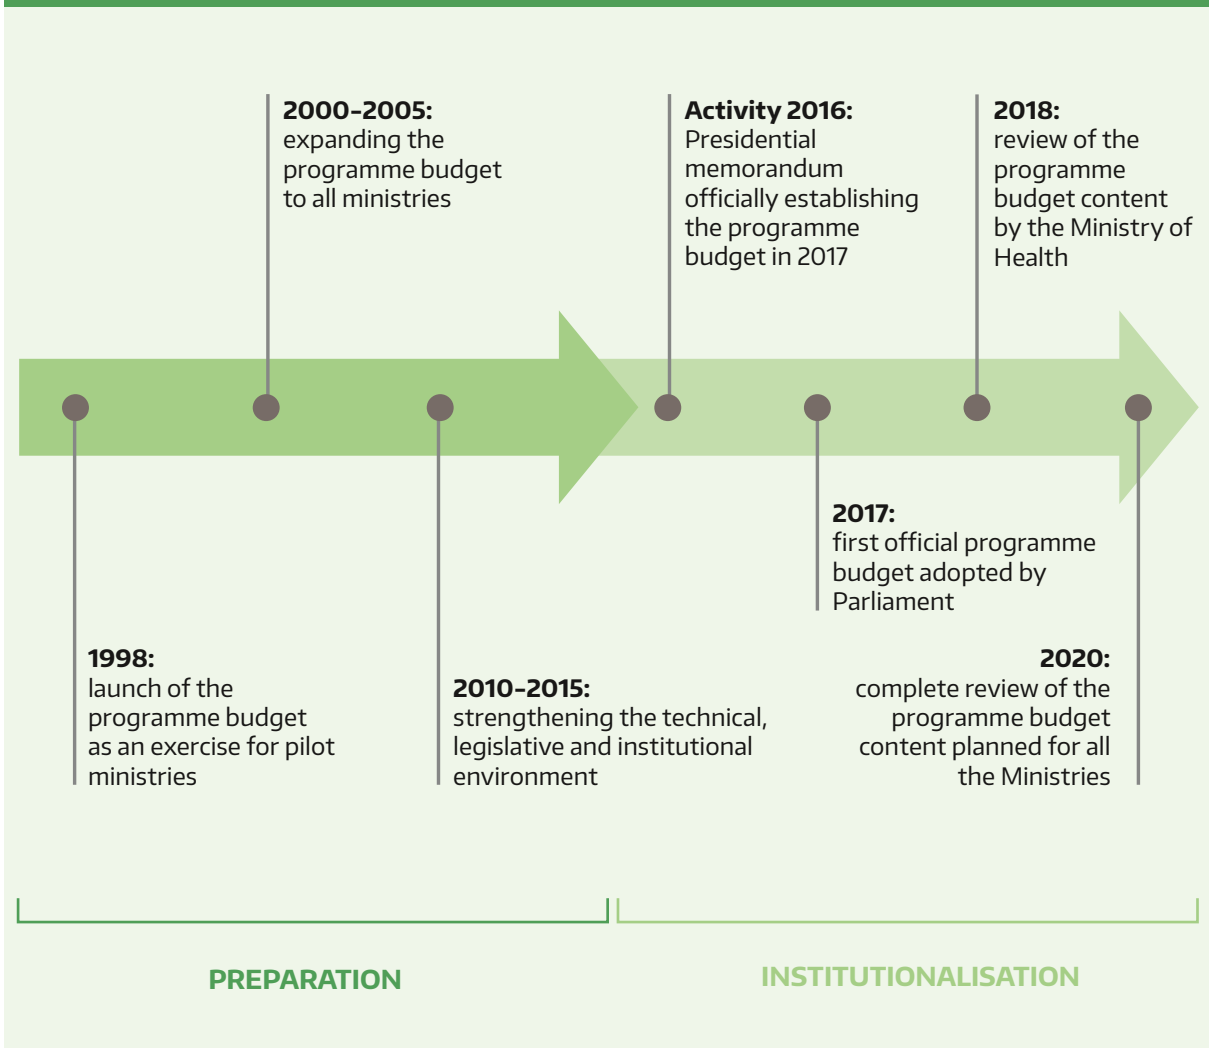 2000–2005:
expanding the
programme budget
to all ministries
Activity 2016:
Presidential
memorandum
officially establishing
the programme
budget in 2017
2018:
review of the
programme
budget content
by the Ministry of
Health
1998:
launch of the
programme budget
as an exercise for pilot
ministries
2010–2015:
strengthening the technical,
legislative and institutional
environment
2017:
first official programme
budget adopted by
Parliament
2020:
complete review of the
programme budget
content planned for all
the Ministries
PREPARATION
INSTITUTIONALISATION